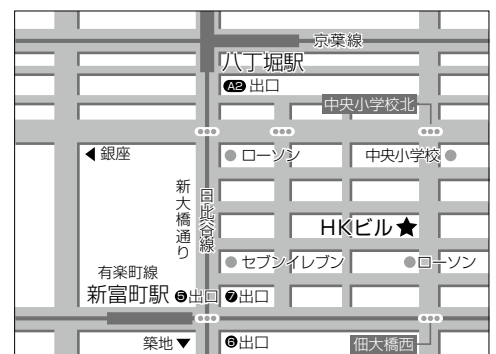 京葉線
八丁堀駅
A2 出口
中央小学校北
◀ 銀座
ローソン
中央小学校
新大橋通り
日比谷線
HKビル★
セブンイレブン
ローソン
有楽町線
新富町駅 ❺出口 ❼出口
築地▼
❻出口
佃大橋西